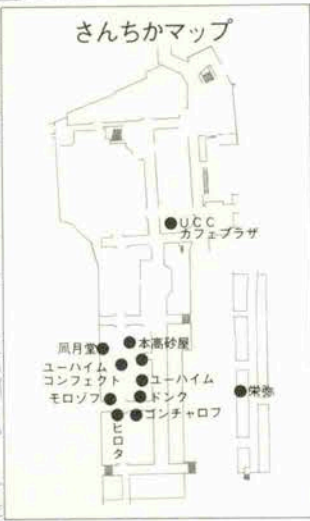 さんちかマップ
UCC
カフェプラザ
風月堂
本高砂屋
ユーハイム
コンフェクト
ユーハイム
モロゾフ
ドンク
栄弥
ゴンチャロフ
ヒロタ